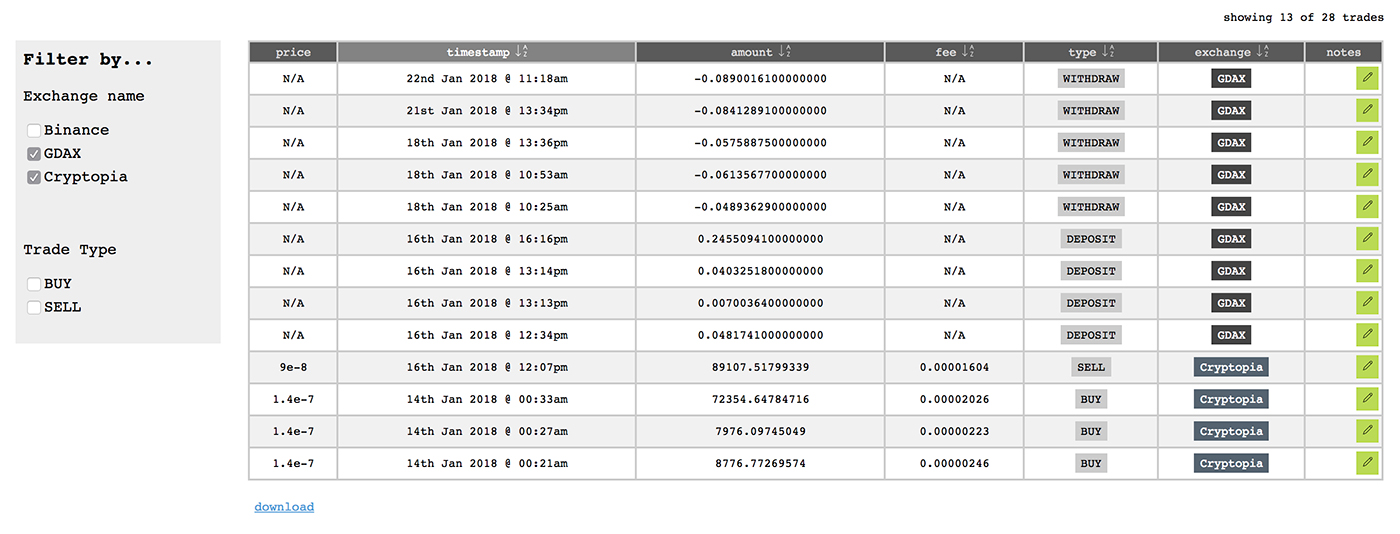 showing 13 of 28 trades
Filter by...
Exchange name
Binance
GDAX
Cryptopia
Trade Type
BUY
SELL
price timestamp amount fee type exchange notes
N/A 22nd Jan 2018 @ 11:18am -0.0890016100000000 N/A WITHDRAW GDAX
N/A 21st Jan 2018 @ 13:34pm -0.0841289100000000 N/A WITHDRAW GDAX
N/A 18th Jan 2018 @ 13:36pm -0.0575887500000000 N/A WITHDRAW GDAX
N/A 18th Jan 2018 @ 10:53am -0.0613567700000000 N/A WITHDRAW GDAX
N/A 18th Jan 2018 @ 10:25am -0.0489362900000000 N/A WITHDRAW GDAX
N/A 16th Jan 2018 @ 16:16pm 0.2455094100000000 N/A DEPOSIT GDAX
N/A 16th Jan 2018 @ 13:14pm 0.0403251800000000 N/A DEPOSIT GDAX
N/A 16th Jan 2018 @ 13:13pm 0.0070036400000000 N/A DEPOSIT GDAX
N/A 16th Jan 2018 @ 12:34pm 0.0481741000000000 N/A DEPOSIT GDAX
9e-8 16th Jan 2018 @ 12:07pm 89107.51799339 0.00001604 SELL Cryptopia
1.4e-7 14th Jan 2018 @ 00:33am 72354.64784716 0.00002026 BUY Cryptopia
1.4e-7 14th Jan 2018 @ 00:27am 7976.09745049 0.00000223 BUY Cryptopia
1.4e-7 14th Jan 2018 @ 00:21am 8776.77269574 0.00000246 BUY Cryptopia
download